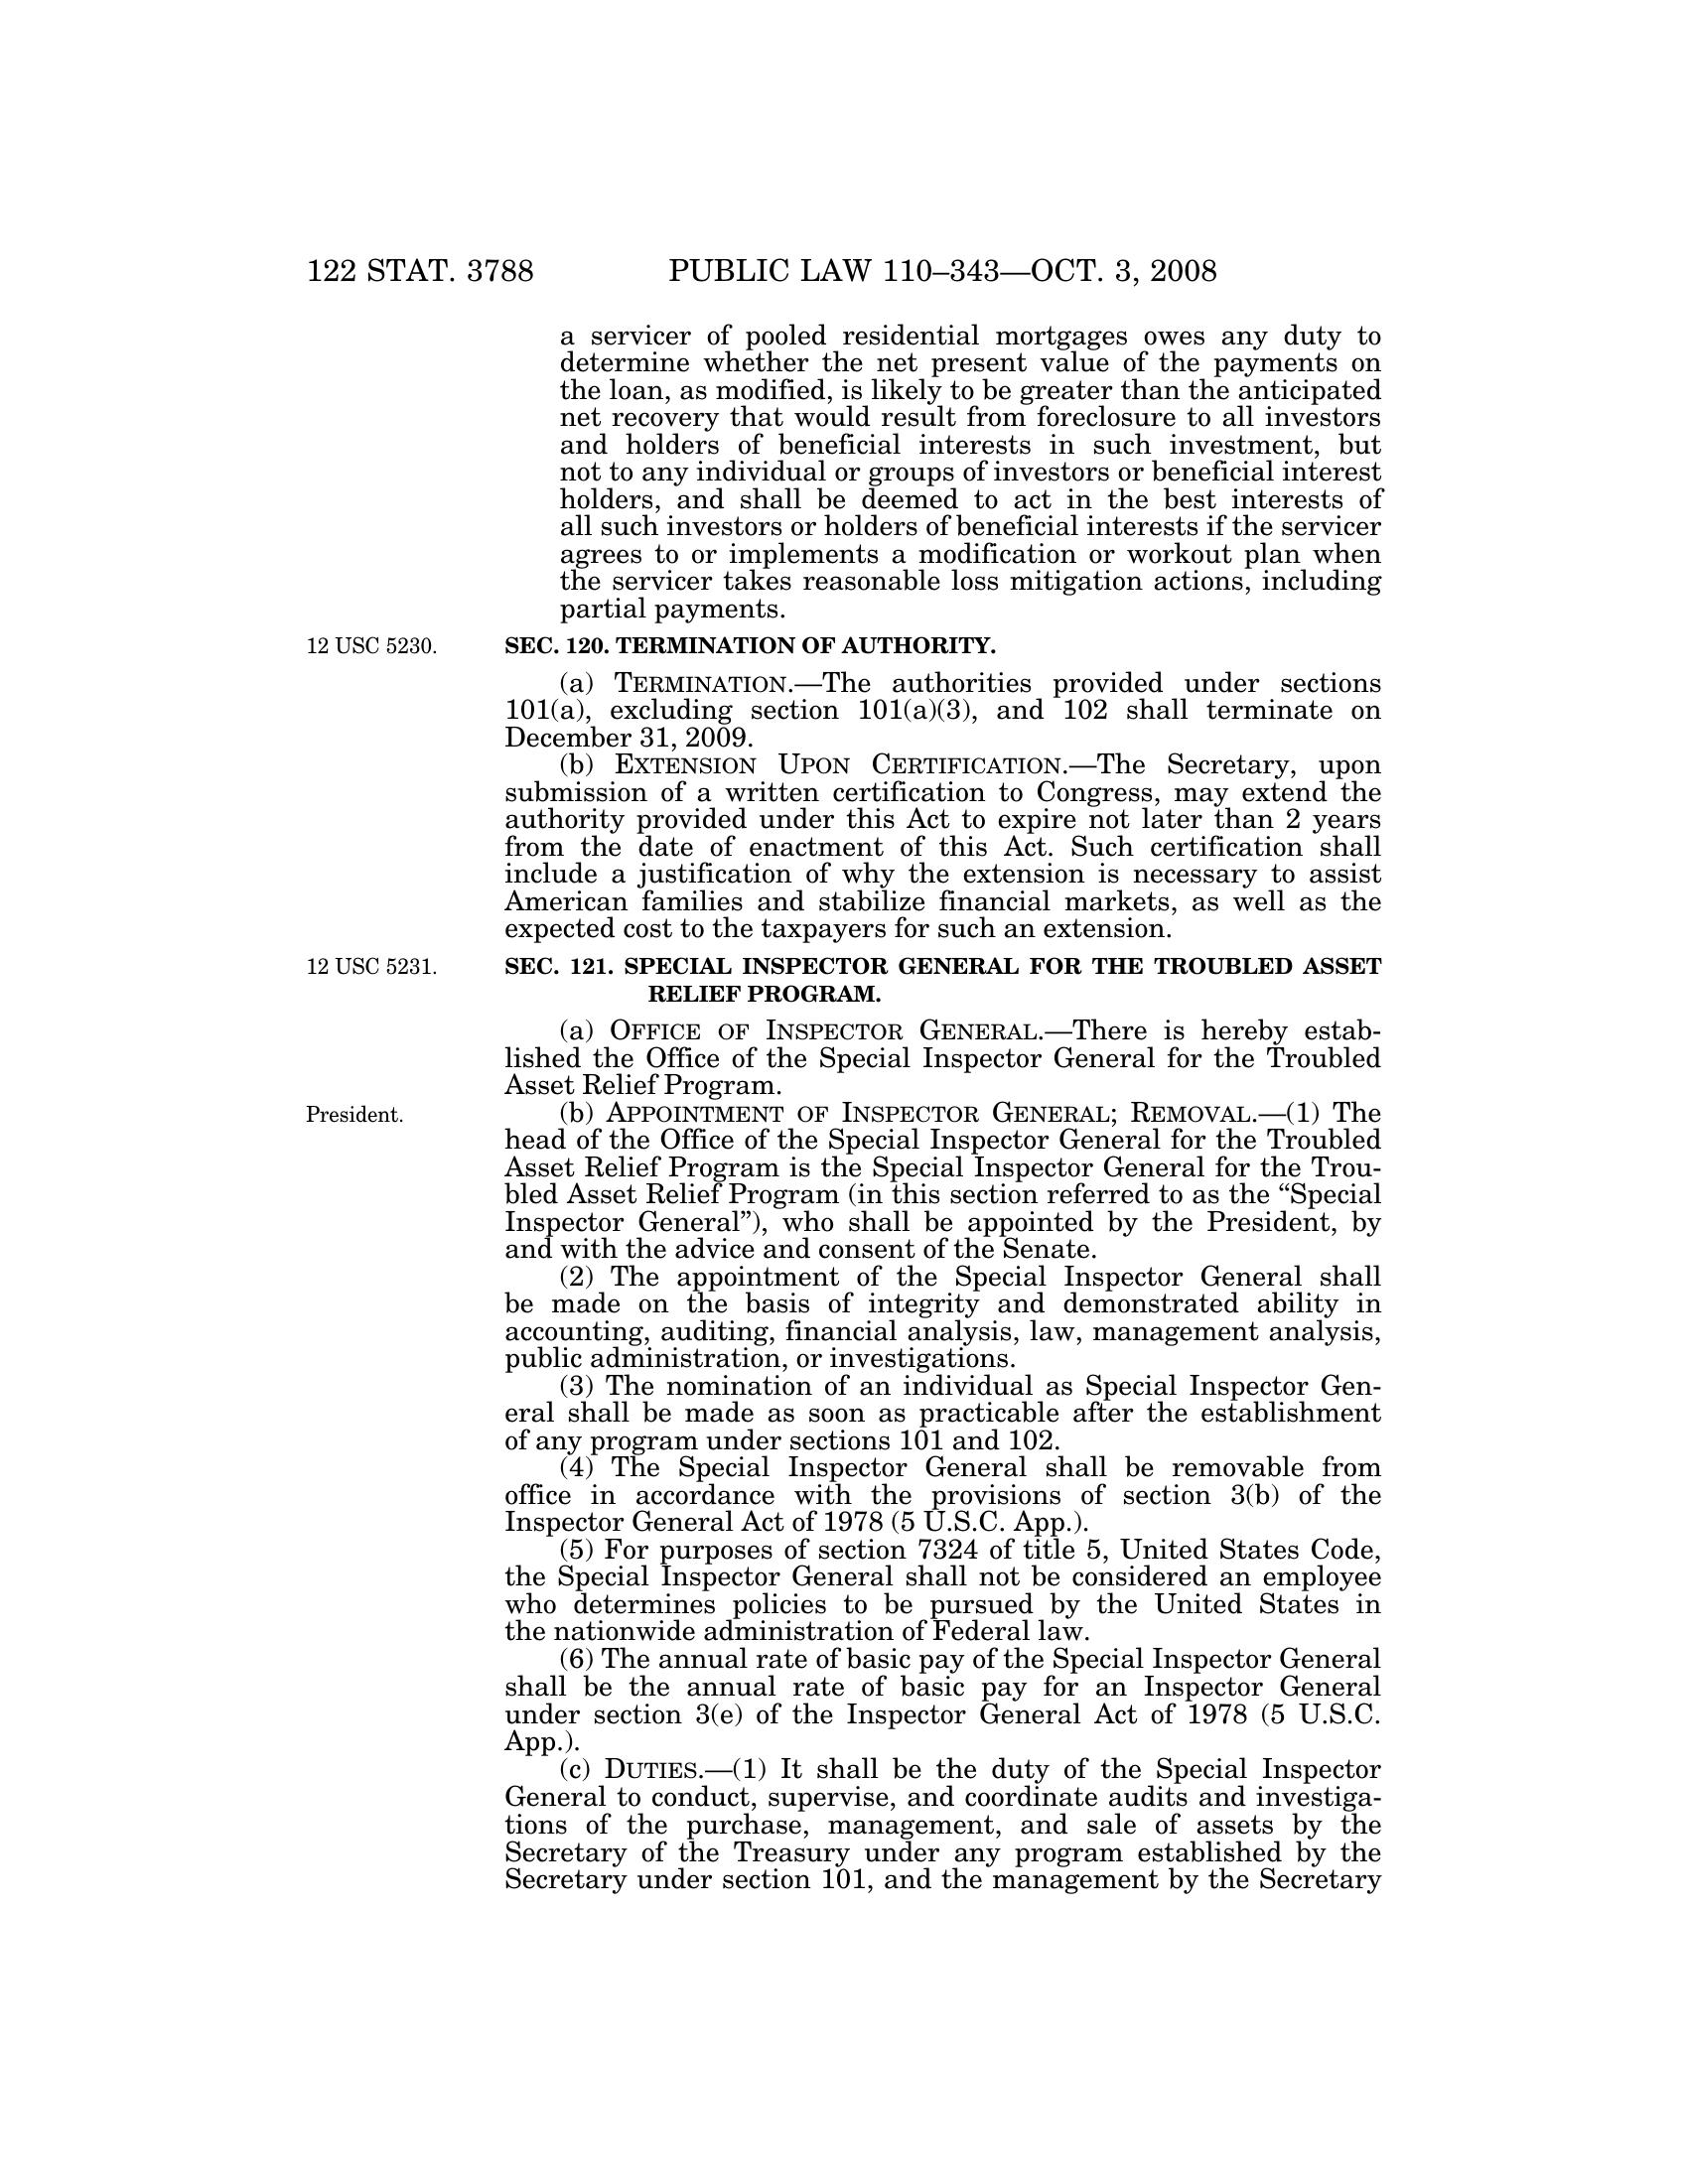 122 STAT. 3788 PUBLIC LAW 110–343—OCT. 3, 2008
a servicer of pooled residential mortgages owes any duty to
determine whether the net present value of the payments on
the loan, as modified, is likely to be greater than the anticipated
net recovery that would result from foreclosure to all investors
and holders of beneficial interests in such investment, but
not to any individual or groups of investors or beneficial interest
holders, and shall be deemed to act in the best interests of
all such investors or holders of beneficial interests if the servicer
agrees to or implements a modification or workout plan when
the servicer takes reasonable loss mitigation actions, including
partial payments.
12 USC 5230. SEC. 120. TERMINATION OF AUTHORITY.
(a) TERMINATION.—The authorities provided under sections
101(a), excluding section 101(a)(3), and 102 shall terminate on
December 31, 2009.
(b) EXTENSION UPON CERTIFICATION.—The Secretary, upon
submission of a written certification to Congress, may extend the
authority provided under this Act to expire not later than 2 years
from the date of enactment of this Act. Such certification shall
include a justification of why the extension is necessary to assist
American families and stabilize financial markets, as well as the
expected cost to the taxpayers for such an extension.
12 USC 5231. SEC. 121. SPECIAL INSPECTOR GENERAL FOR THE TROUBLED ASSET
RELIEF PROGRAM.
(a) OFFICE OF INSPECTOR GENERAL.—There is hereby estab-
lished the Office of the Special Inspector General for the Troubled
Asset Relief Program.
President. (b) APPOINTMENT OF INSPECTOR GENERAL; REMOVAL.—(1) The
head of the Office of the Special Inspector General for the Troubled
Asset Relief Program is the Special Inspector General for the Trou-
bled Asset Relief Program (in this section referred to as the “Special
Inspector General”), who shall be appointed by the President, by
and with the advice and consent of the Senate.
(2) The appointment of the Special Inspector General shall
be made on the basis of integrity and demonstrated ability in
accounting, auditing, financial analysis, law, management analysis,
public administration, or investigations.
(3) The nomination of an individual as Special Inspector Gen-
eral shall be made as soon as practicable after the establishment
of any program under sections 101 and 102.
(4) The Special Inspector General shall be removable from
office in accordance with the provisions of section 3(b) of the
Inspector General Act of 1978 (5 U.S.C. App.).
(5) For purposes of section 7324 of title 5, United States Code,
the Special Inspector General shall not be considered an employee
who determines policies to be pursued by the United States in
the nationwide administration of Federal law.
(6) The annual rate of basic pay of the Special Inspector General
shall be the annual rate of basic pay for an Inspector General
under section 3(e) of the Inspector General Act of 1978 (5 U.S.C.
App.).
(c) DUTIES.—(1) It shall be the duty of the Special Inspector
General to conduct, supervise, and coordinate audits and investiga-
tions of the purchase, management, and sale of assets by the
Secretary of the Treasury under any program established by the
Secretary under section 101, and the management by the Secretary